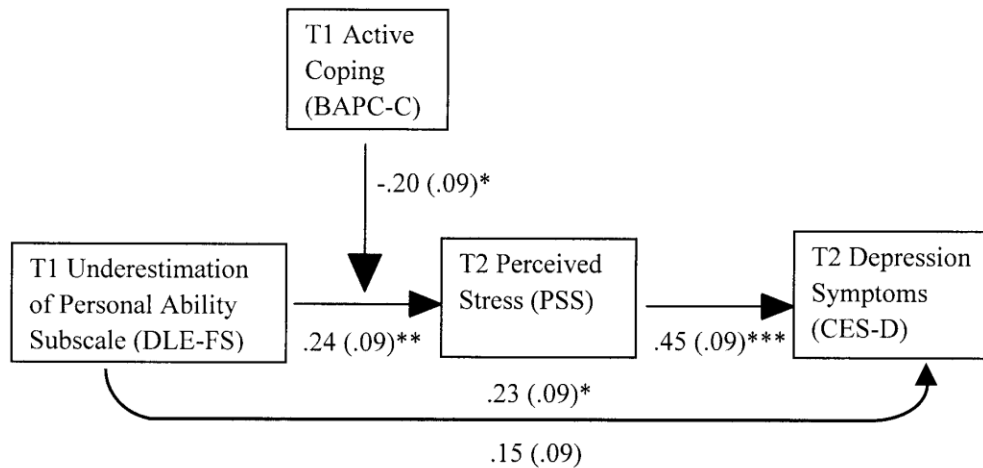 T1 Active
Coping
(BAPC-C)
-.20 (.09)*
T1 Underestimation
of Personal Ability
Subscale (DLE-FS)
.24 (.09)**
T2 Perceived
Stress (PSS)
.45 (.09)***
T2 Depression
Symptoms
(CES-D)
.23 (.09)*
.15 (.09)